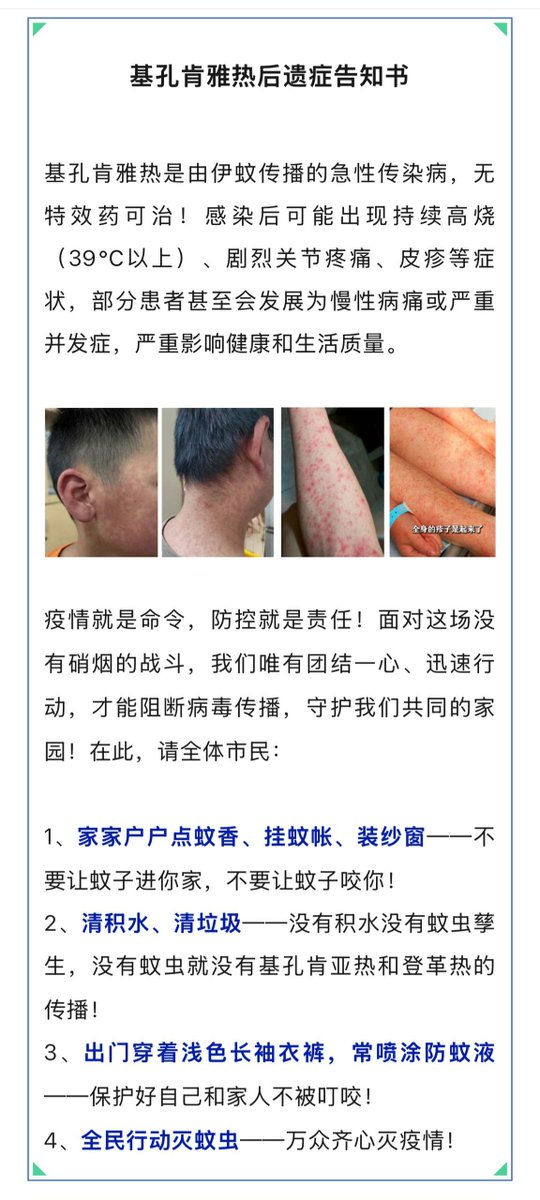 基孔肯雅热后遗症告知书
基孔肯雅热是由伊蚊传播的急性传染病，无
特效药可治！感染后可能出现持续高烧
（39℃以上）、剧烈关节疼痛、皮疹等症
状，部分患者甚至会发展为慢性病痛或严重
并发症，严重影响健康和生活质量。
全身的疹子是起来了
疫情就是命令，防控就是责任！面对这场没
有硝烟的战斗，我们唯有团结一心、迅速行
动，才能阻断病毒传播，守护我们共同的家
园！在此，请全体市民：
1、家家户户点蚊香、挂蚊帐、装纱窗——不
要让蚊子进你家，不要让蚊子咬你！
2、清积水、清垃圾——没有积水没有蚊虫孳
生，没有蚊虫就没有基孔肯亚热和登革热的
传播！
3、出门穿着浅色长袖衣裤，常喷涂防蚊液
——保护好自己和家人不被叮咬！
4、全民行动灭蚊虫——万众齐心灭疫情！